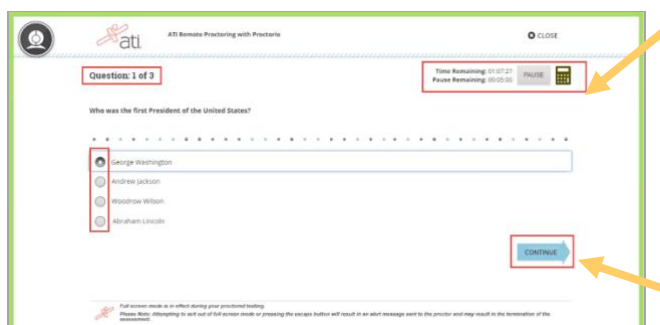 ati
ATI Remote Proctoring with Proctorio
CLOSE
Question: 1 of 3
Time Remaining: 01:07:27
Pause Remaining: 00:05:00
PAUSE
Who was the first President of the United States?
George Washington
Andrew Jackson
Woodrow Wilson
Abraham Lincoln
CONTINUE
Full screen mode is in effect during your proctored testing.
Please Note: Attempting to exit out of full screen mode or pressing the escape button will result in an alert message sent to the proctor and may result in the termination of the
assessment.